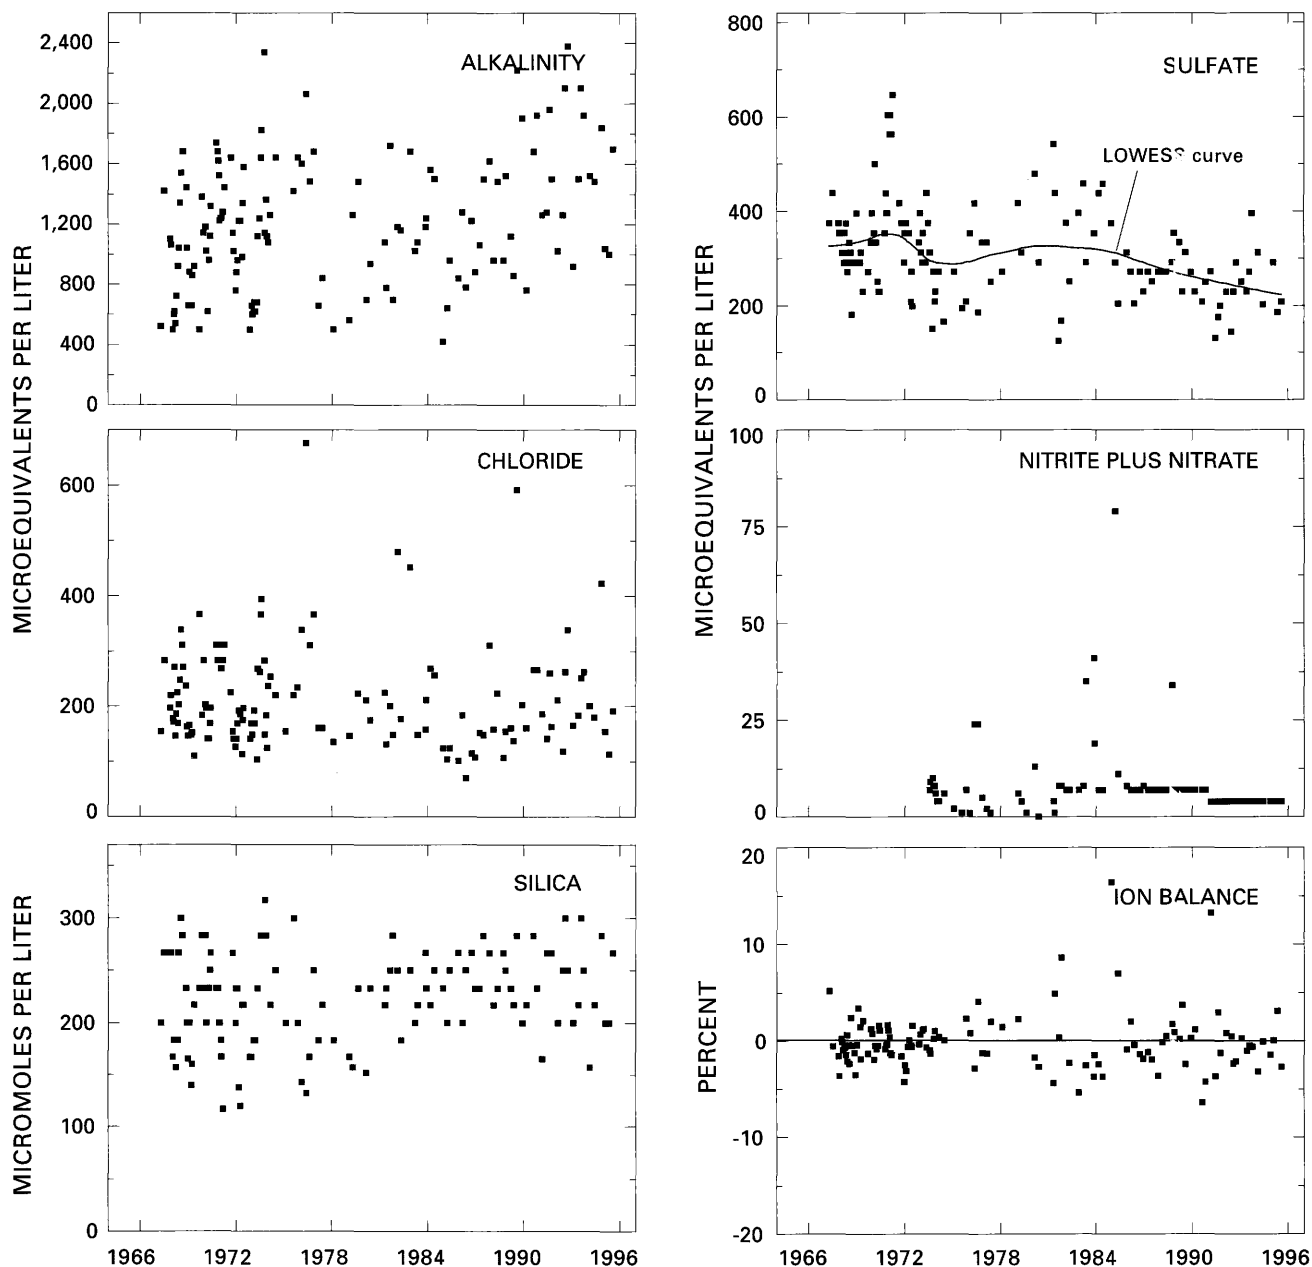 MICROEQUIVALENTS PER LITER
ALKALINITY
2,400
2,000
1,600
1,200
800
400
0
CHLORIDE
600
400
200
0
MICROMOLES PER LITER
SILICA
300
200
100
0
1966 1972 1978 1984 1990 1996
MICROEQUIVALENTS PER LITER
SULFATE
LOWESS curve
800
600
400
200
0
NITRITE PLUS NITRATE
100
75
50
25
0
PERCENT
ION BALANCE
20
10
0
-10
-20
1966 1972 1978 1984 1990 1996